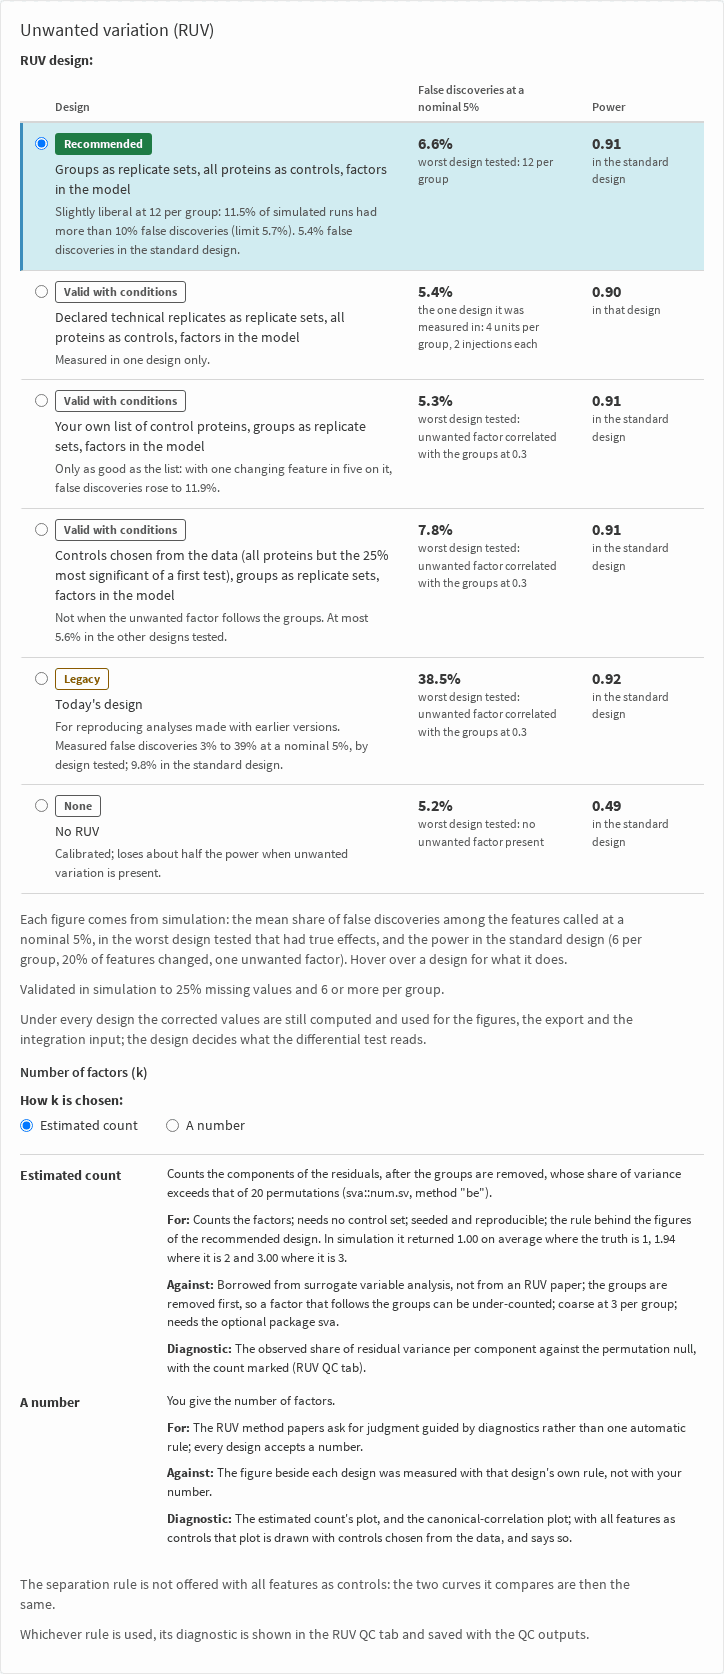 Unwanted variation (RUV)
RUV design:
Design
False discoveries at a
nominal 5%
Power
Recommended
Groups as replicate sets, all proteins as controls, factors
in the model
Slightly liberal at 12 per group: 11.5% of simulated runs had
more than 10% false discoveries (limit 5.7%). 5.4% false
discoveries in the standard design.
6.6%
worst design tested: 12 per
group
0.91
in the standard
design
Valid with conditions
Declared technical replicates as replicate sets, all
proteins as controls, factors in the model
Measured in one design only.
5.4%
the one design it was
measured in: 4 units per
group, 2 injections each
0.90
in that design
Valid with conditions
Your own list of control proteins, groups as replicate
sets, factors in the model
Only as good as the list: with one changing feature in five on it,
false discoveries rose to 11.9%.
5.3%
worst design tested:
unwanted factor correlated
with the groups at 0.3
0.91
in the standard
design
Valid with conditions
Controls chosen from the data (all proteins but the 25%
most significant of a first test), groups as replicate sets,
factors in the model
Not when the unwanted factor follows the groups. At most
5.6% in the other designs tested.
7.8%
worst design tested:
unwanted factor correlated
with the groups at 0.3
0.91
in the standard
design
Legacy
Today's design
For reproducing analyses made with earlier versions.
Measured false discoveries 3% to 39% at a nominal 5%, by
design tested; 9.8% in the standard design.
38.5%
worst design tested:
unwanted factor correlated
with the groups at 0.3
0.92
in the standard
design
None
No RUV
Calibrated; loses about half the power when unwanted
variation is present.
5.2%
worst design tested: no
unwanted factor present
0.49
in the standard
design
Each figure comes from simulation: the mean share of false discoveries among the features called at a
nominal 5%, in the worst design tested that had true effects, and the power in the standard design (6 per
group, 20% of features changed, one unwanted factor). Hover over a design for what it does.
Validated in simulation to 25% missing values and 6 or more per group.
Under every design the corrected values are still computed and used for the figures, the export and the
integration input; the design decides what the differential test reads.
Number of factors (k)
How k is chosen:
Estimated count
A number
Estimated count
Counts the components of the residuals, after the groups are removed, whose share of variance
exceeds that of 20 permutations (sva::num.sv, method "be").
For: Counts the factors; needs no control set; seeded and reproducible; the rule behind the figures
of the recommended design. In simulation it returned 1.00 on average where the truth is 1, 1.94
where it is 2 and 3.00 where it is 3.
Against: Borrowed from surrogate variable analysis, not from an RUV paper; the groups are
removed first, so a factor that follows the groups can be under-counted; coarse at 3 per group;
needs the optional package sva.
Diagnostic: The observed share of residual variance per component against the permutation null,
with the count marked (RUV QC tab).
A number
You give the number of factors.
For: The RUV method papers ask for judgment guided by diagnostics rather than one automatic
rule; every design accepts a number.
Against: The figure beside each design was measured with that design's own rule, not with your
number.
Diagnostic: The estimated count's plot, and the canonical-correlation plot; with all features as
controls that plot is drawn with controls chosen from the data, and says so.
The separation rule is not offered with all features as controls: the two curves it compares are then the
same.
Whichever rule is used, its diagnostic is shown in the RUV QC tab and saved with the QC outputs.